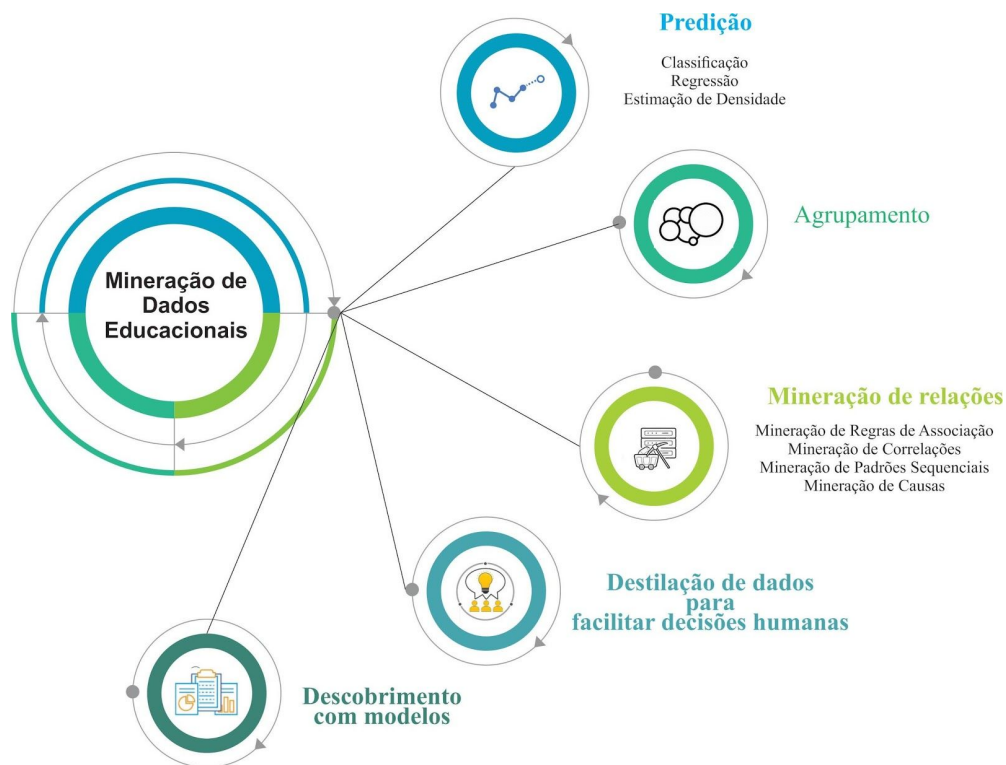 Mineração de
Dados
Educacionais
Predição
Classificação
Regressão
Estimação de Densidade
Agrupamento
Mineração de relações
Mineração de Regras de Associação
Mineração de Correlações
Mineração de Padrões Sequenciais
Mineração de Causas
Destilação de dados
para
facilitar decisões humanas
Descobrimento
com modelos